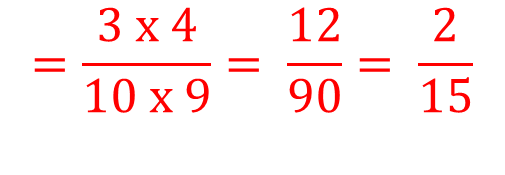 = 3 x 4 / 10 x 9 = 12 / 90 = 2 / 15